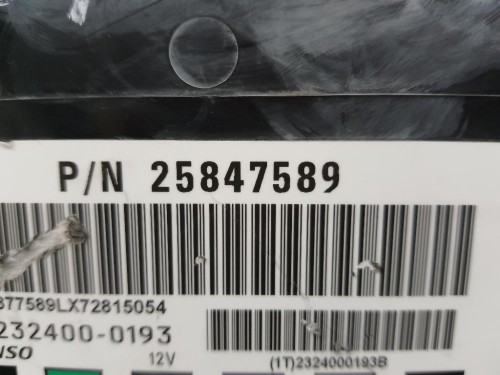 P/N 25847589
877589LX72815054
232400-0193
NSO
12V
(1T)2324000193B